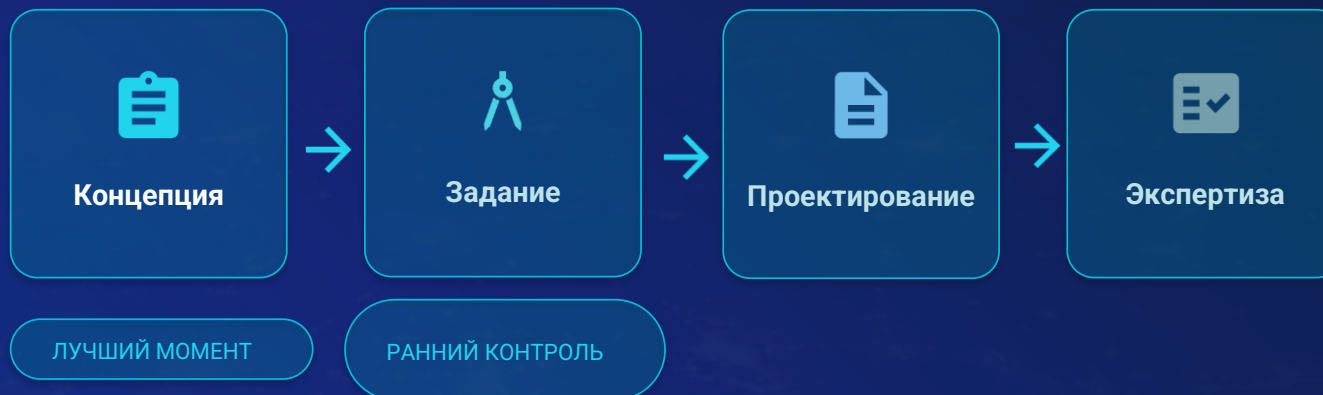 Концепция
Задание
Проектирование
Экспертиза
ЛУЧШИЙ МОМЕНТ
РАННИЙ КОНТРОЛЬ